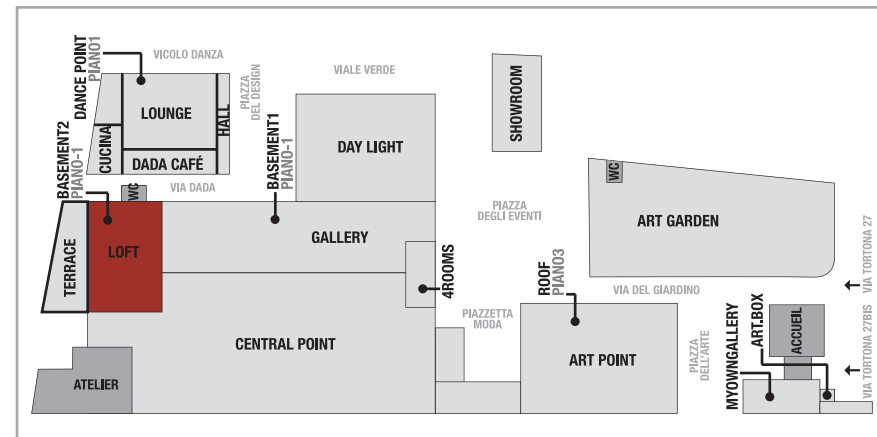 DANCE POINT
PIANO1
VICOLO DANZA
LOUNGE
HALL
CUCINA
DADA CAFÉ
PIAZZA
DEL DESIGN
VIALE VERDE
DAY LIGHT
SHOWROOM
BASEMENT2
PIANO-1
WC
VIA DADA
BASEMENT1
PIANO-1
TERRACE
LOFT
GALLERY
4ROOMS
PIAZZA
DEGLI EVENTI
WC
ART GARDEN
VIA TORTONA 27
CENTRAL POINT
ATELIER
PIAZZETTA
MODA
ROOF
PIANO3
VIA DEL GIARDINO
ART POINT
PIAZZA
DELL'ARTE
MYOWNGALLERY
ART.BOX
ACCUEIL
VIA TORTONA 27BIS